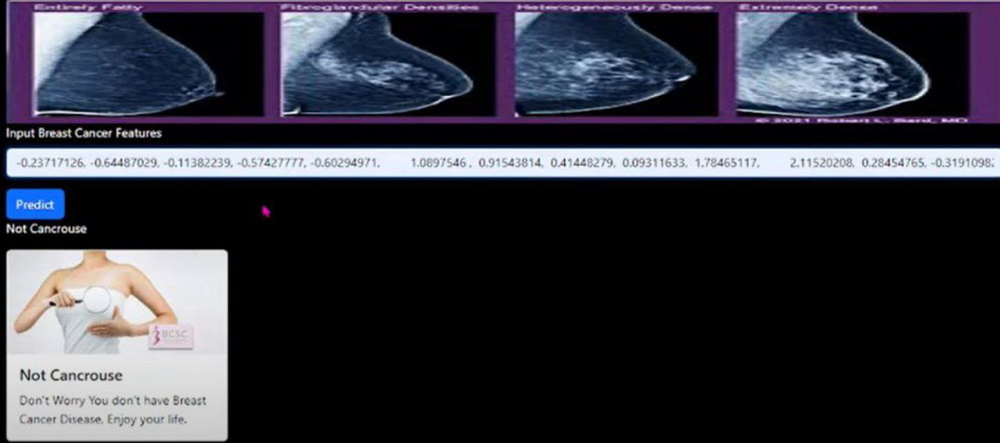 Entirely Fatty
Fibroglandular Densities
Heterogeneously Dense
Extremely Dense
© 2021 Robert L. Bard, MD
Input Breast Cancer Features
-0.23717126, -0.64487029, -0.11382239, -0.57427777, -0.60294971, 1.0897546 , 0.91543814, 0.41448279, 0.09311633, 1.78465117, 2.11520208, 0.28454765, -0.31910982
Predict
Not Cancrouse
BCSC
Not Cancrouse
Don't Worry You don't have Breast
Cancer Disease. Enjoy your life.